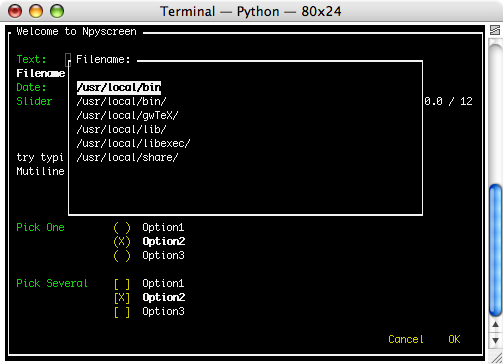 Terminal — Python — 80x24
Welcome to Npyscreen
Text:
Filename:
Filename
Date:
/usr/local/bin
Slider
/usr/local/bin/
0.0 / 12
/usr/local/gwTeX/
/usr/local/lib/
/usr/local/libexec/
try typi
/usr/local/share/
Mutiline
Pick One
( ) Option1
(X) Option2
( ) Option3
Pick Several
[ ] Option1
[X] Option2
[ ] Option3
Cancel
OK